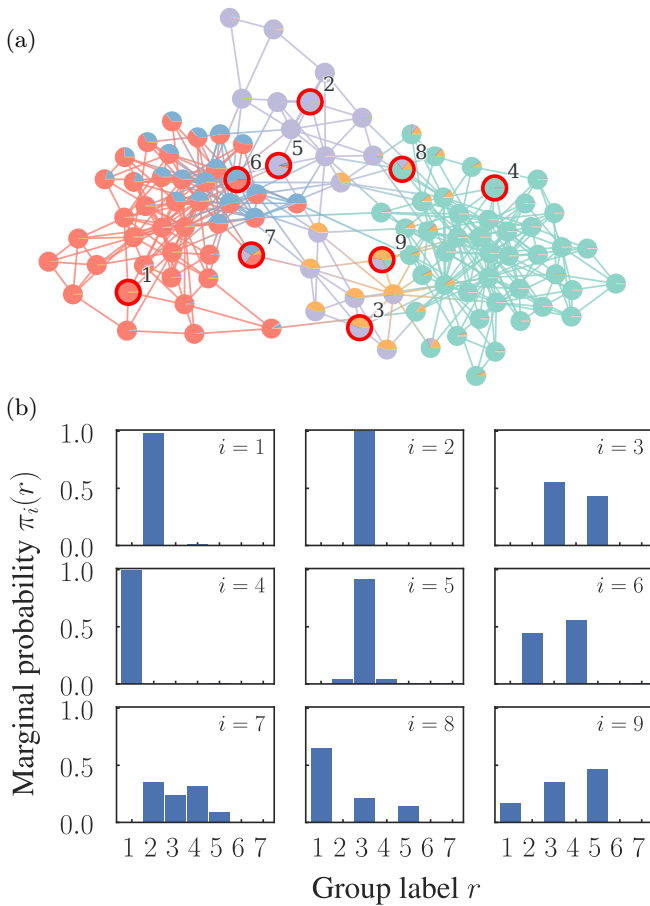 (a)
2
5
8
6
4
7
9
1
3
(b)
Marginal probability πᵢ(r)
1.0 i = 1 i = 2 i = 3
0.5
0.0
1.0 i = 4 i = 5 i = 6
0.5
0.0
1.0 i = 7 i = 8 i = 9
0.5
0.0
1 2 3 4 5 6 7 1 2 3 4 5 6 7 1 2 3 4 5 6 7
Group label r